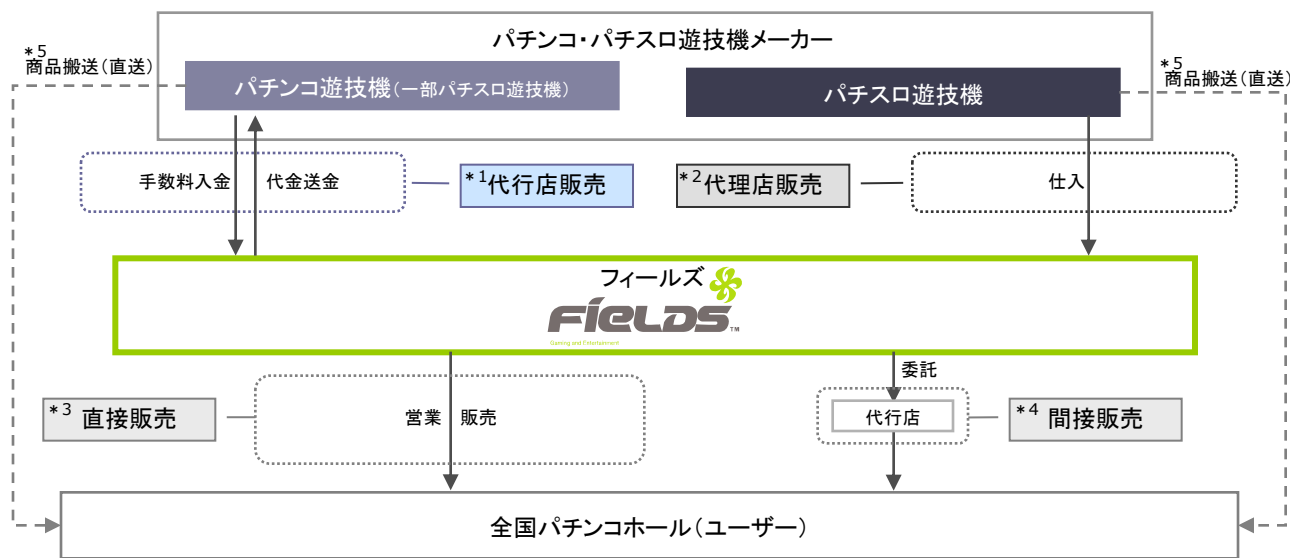 パチンコ・パチスロ遊技機メーカー
*5
商品搬送(直送)
*5
商品搬送(直送)
パチンコ遊技機(一部パチスロ遊技機)
パチスロ遊技機
手数料入金
代金送金
*1代行店販売
*2代理店販売
仕入
フィールズ
FIELDS™
Gaming and Entertainment
委託
*3 直接販売
営業
販売
代行店
*4 間接販売
全国パチンコホール(ユーザー)